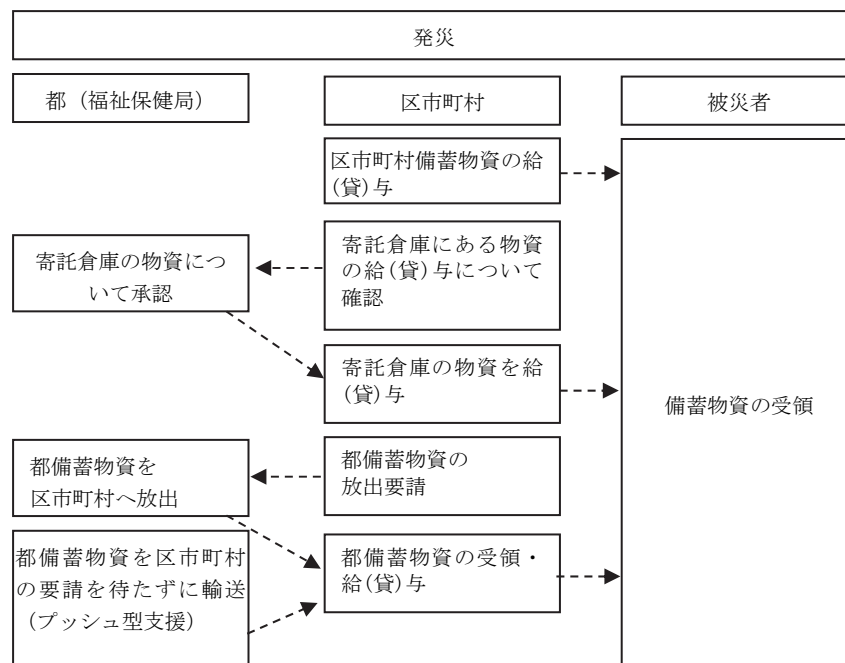 発災
都（福祉保健局）
区市町村
被災者
区市町村備蓄物資の給
(貸)与
寄託倉庫にある物資
の給(貸)与について
確認
寄託倉庫の物資につ
いて承認
寄託倉庫の物資を給
(貸)与
備蓄物資の受領
都備蓄物資の
放出要請
都備蓄物資を
区市町村へ放出
都備蓄物資を区市町村
の要請を待たずに輸送
（プッシュ型支援）
都備蓄物資の受領・
給(貸)与